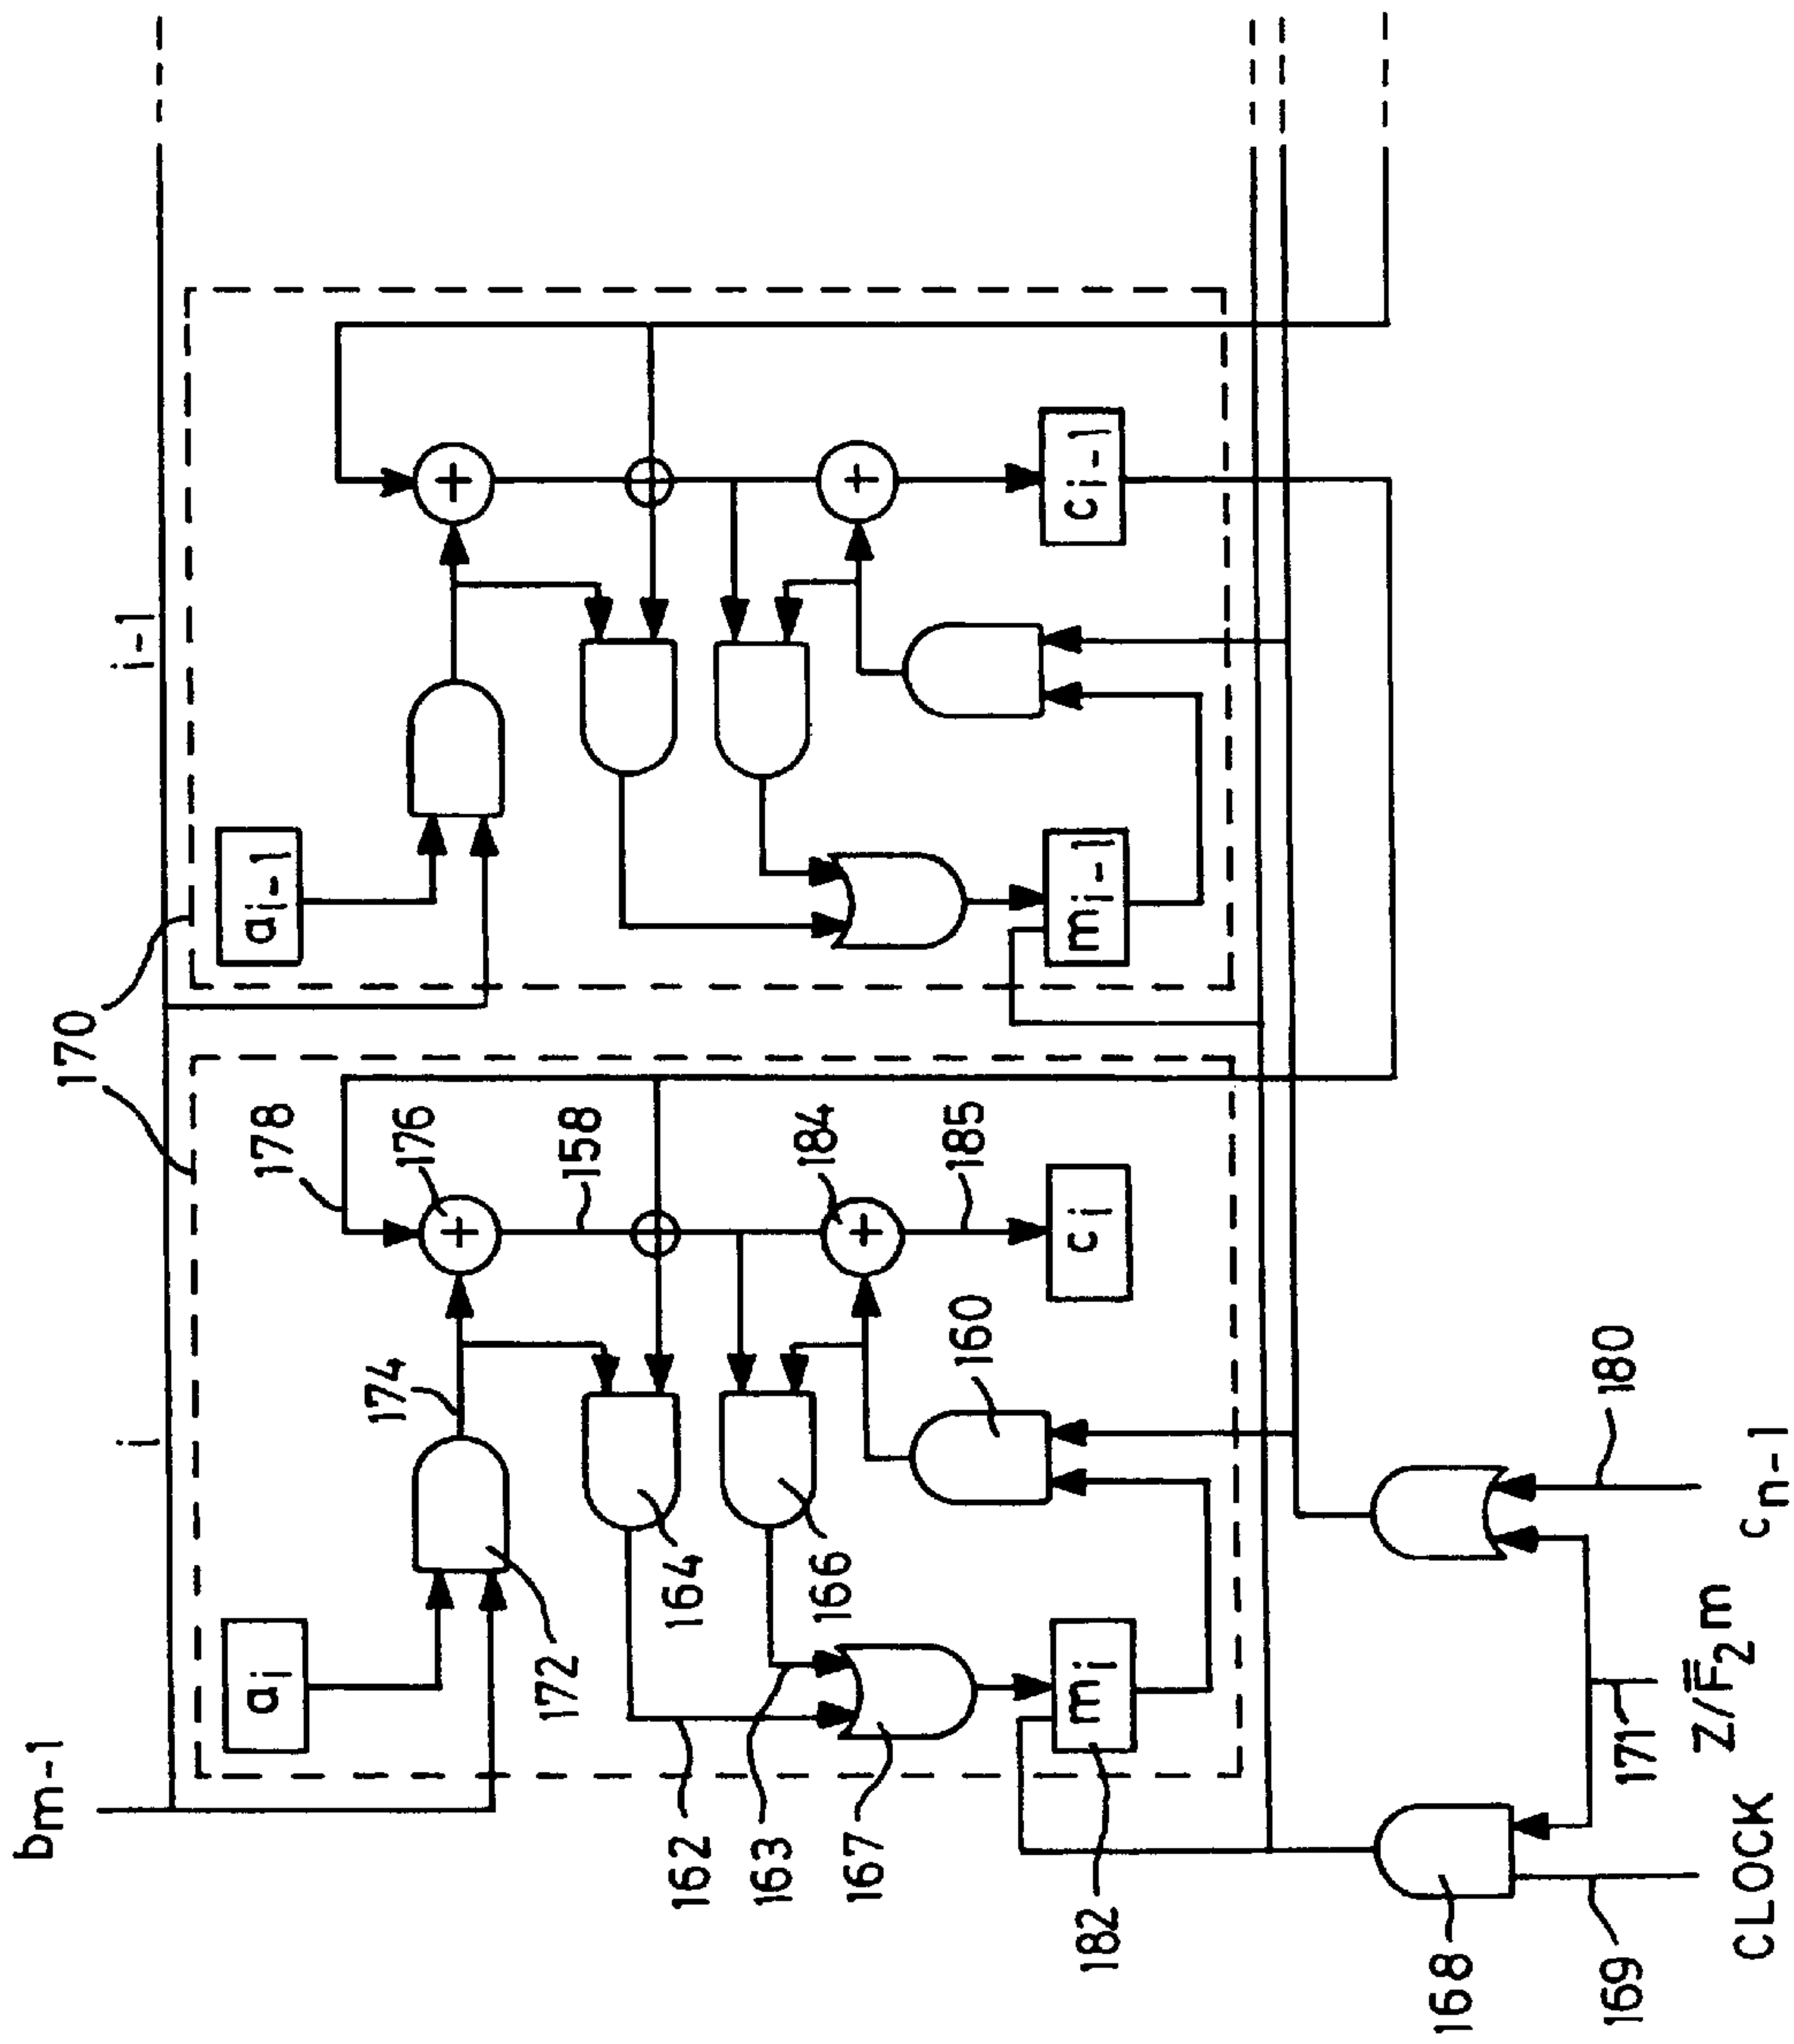 b_{m-1}
i
i-1
170
a_i
172
174
178
176
158
162
163
164
166
167
182
m_i
160
184
185
c_i
a_{i-1}
m_{i-1}
c_{i-1}
168
169
CLOCK
171
Z/F̿_{2}m
180
c_{n-1}